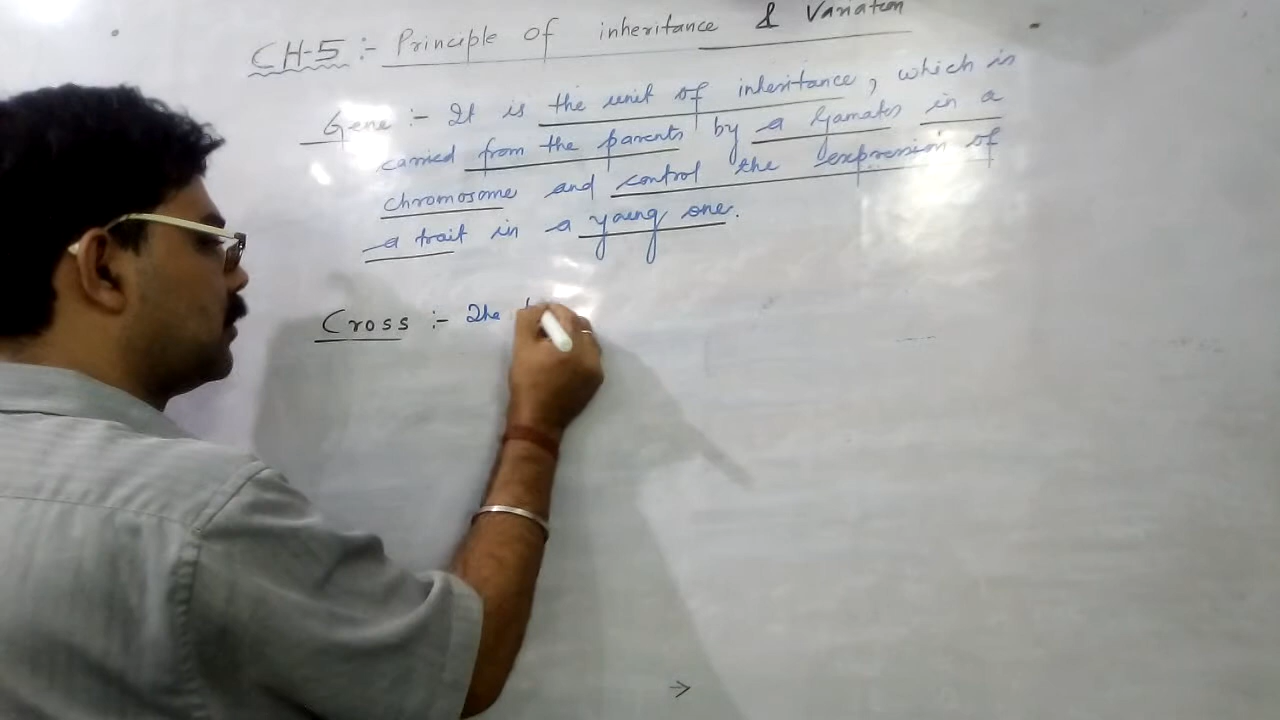 CH-5 :- Principle of inheritance & Variation
Gene :- It is the unit of inheritance, which is
carried from the parents by a Gamates in a
chromosome and control the expression of
a trait in a young one.
Cross :- The